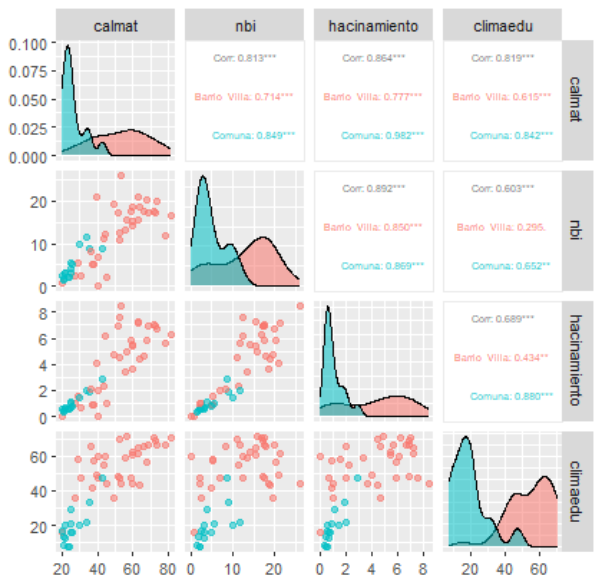 calmat nbi hacinamiento climaedu
0.100
0.075
0.050
0.025
0.000
Corr: 0.813***
Barrio Villa: 0.714***
Comuna: 0.849***
Corr: 0.864***
Barrio Villa: 0.777***
Comuna: 0.982***
Corr: 0.819***
Barrio Villa: 0.615***
Comuna: 0.842***
calmat
20
10
0
Corr: 0.892***
Barrio Villa: 0.850***
Comuna: 0.869***
Corr: 0.603***
Barrio Villa: 0.295.
Comuna: 0.652**
nbi
8
6
4
2
0
Corr: 0.689***
Barrio Villa: 0.434**
Comuna: 0.880***
hacinamiento
60
40
20
climaedu
20 40 60 80 0 10 20 0 2 4 6 8 20 40 60